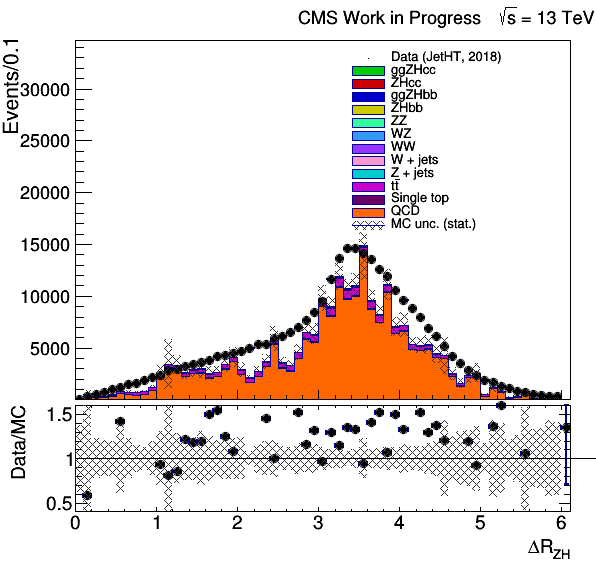 CMS Work in Progress √s = 13 TeV
Events/0.1
30000
25000
20000
15000
10000
5000
Data (JetHT, 2018)
ggZHcc
ZHcc
ggZHbb
ZHbb
ZZ
WZ
WW
W + jets
Z + jets
tt̄
Single top
QCD
MC unc. (stat.)
Data/MC
1.5
1
0.5
0 1 2 3 4 5 6
ΔR_ZH